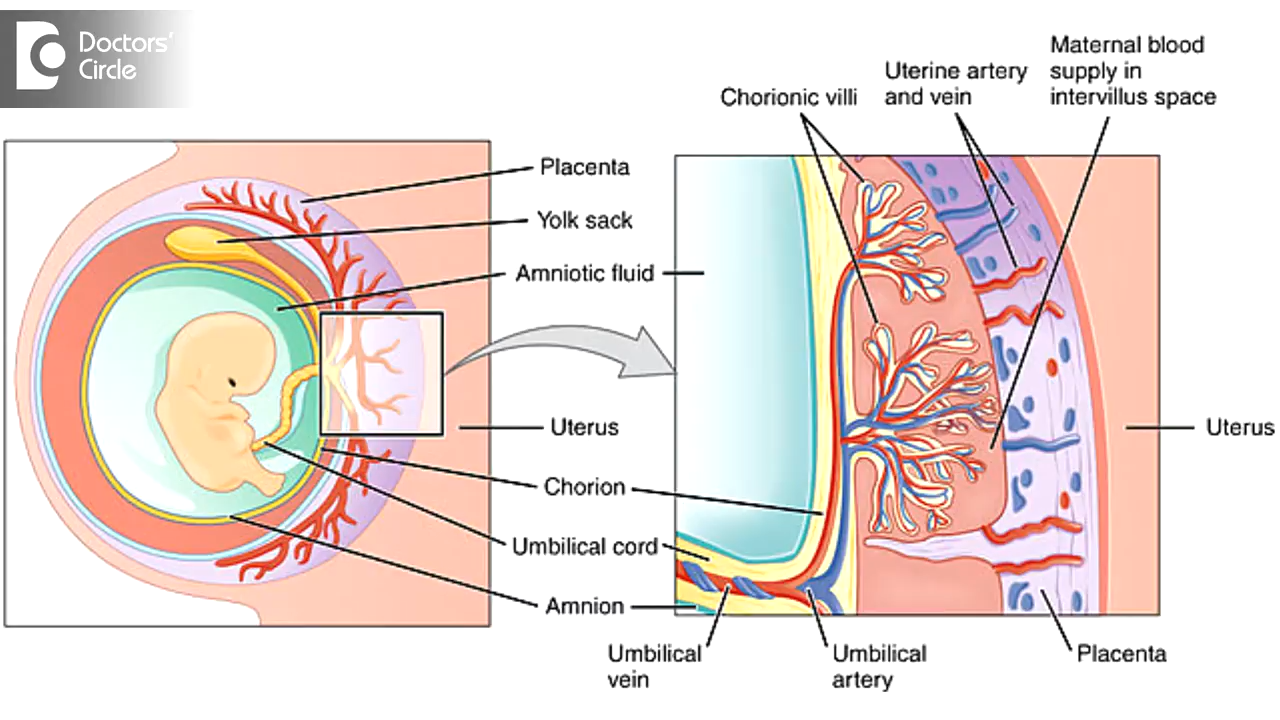 Doctors'
Circle
Chorionic villi
Uterine artery
and vein
Maternal blood
supply in
intervillus space
Placenta
Yolk sack
Amniotic fluid
Uterus
Chorion
Umbilical cord
Amnion
Uterus
Umbilical
vein
Umbilical
artery
Placenta